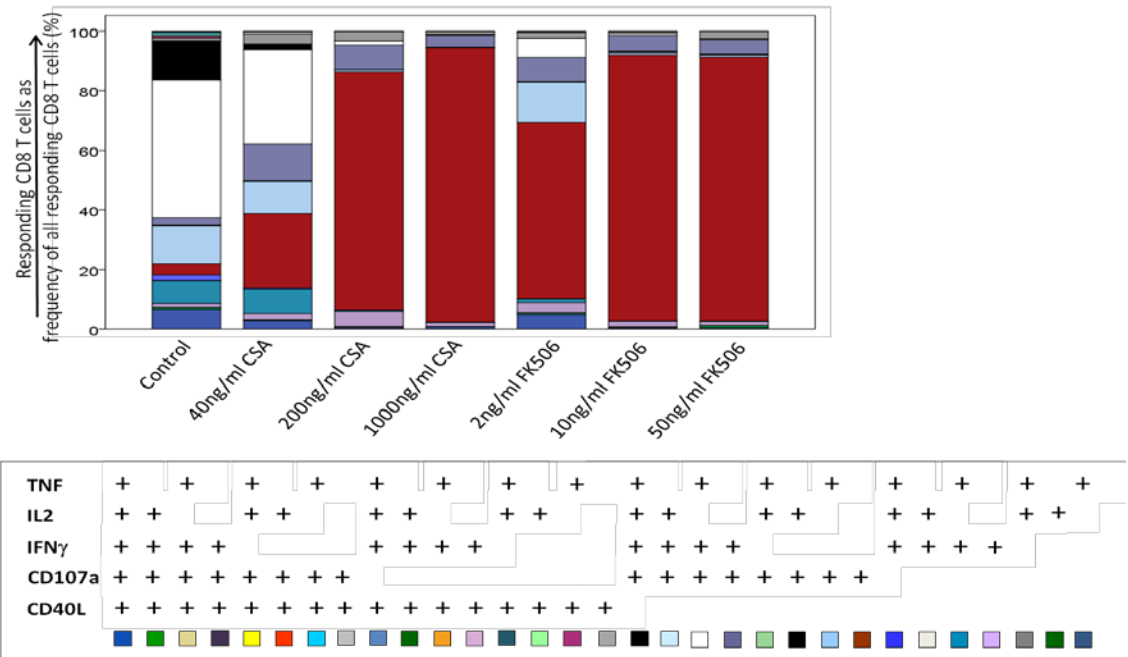 Responding CD8 T cells as
frequency of all responding CD8 T cells (%)
100
80
60
40
20
0
Control
40ng/ml CSA
200ng/ml CSA
1000ng/ml CSA
2ng/ml FK506
10ng/ml FK506
50ng/ml FK506
TNF + + + + + + + + + + + + + + + +
IL2 + + + + + + + + + + + + + + + +
IFNγ + + + + + + + + + + + + + + + +
CD107a + + + + + + + + + + + + + + + +
CD40L + + + + + + + + + + + + + + + +